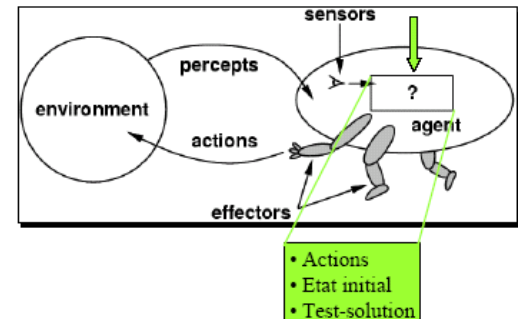 sensors
percepts
environment
?
agent
actions
effectors
• Actions
• Etat initial
• Test-solution